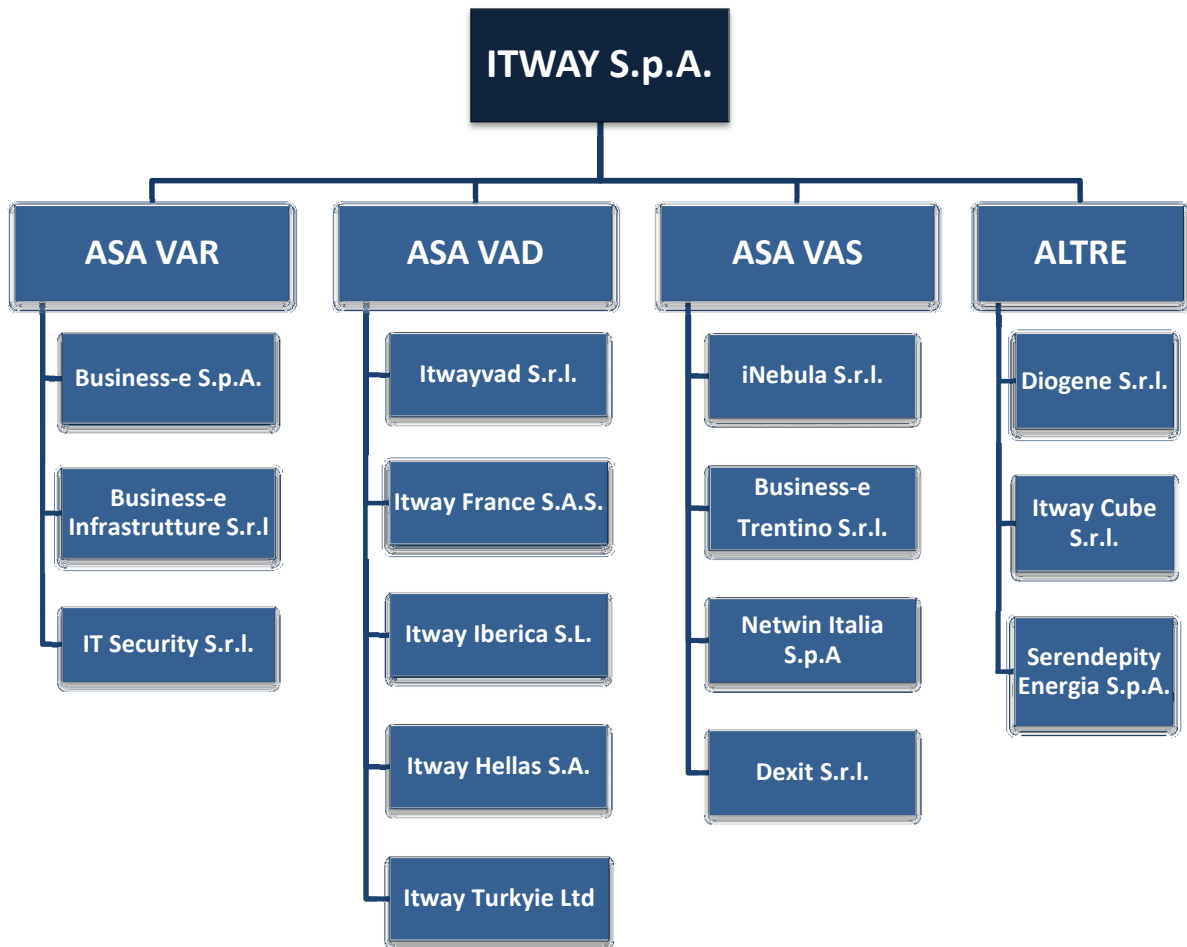 ITWAY S.p.A.
ASA VAR
Business-e S.p.A.
Business-e
Infrastrutture S.r.l
IT Security S.r.l.
ASA VAD
Itwayvad S.r.l.
Itway France S.A.S.
Itway Iberica S.L.
Itway Hellas S.A.
Itway Turkyie Ltd
ASA VAS
iNebula S.r.l.
Business-e
Trentino S.r.l.
Netwin Italia
S.p.A
Dexit S.r.l.
ALTRE
Diogene S.r.l.
Itway Cube
S.r.l.
Serendepity
Energia S.p.A.